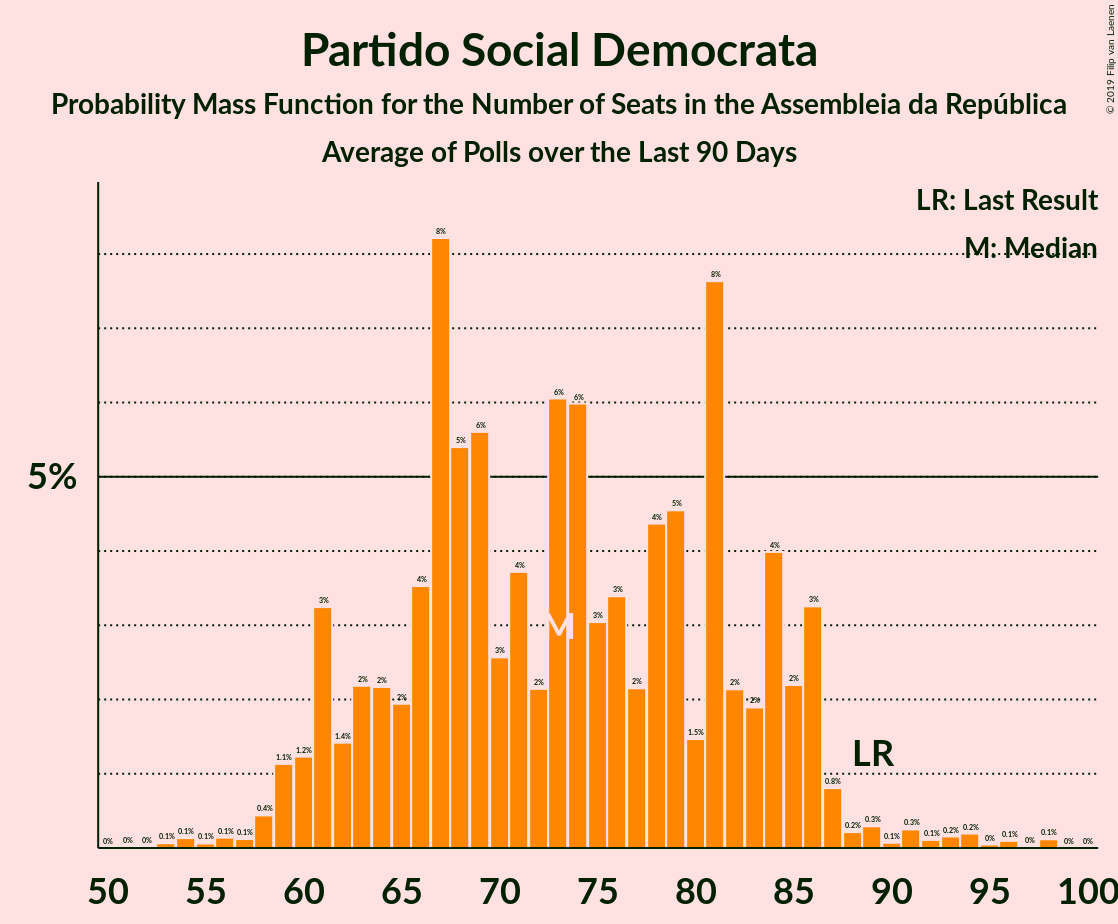 Partido Social Democrata
Probability Mass Function for the Number of Seats in the Assembleia da República
Average of Polls over the Last 90 Days
© 2019 Filip van Laenen
LR: Last Result
M: Median
5%
0% 0% 0% 0.1% 0.1% 0.1% 0.1% 0.1% 0.4% 1.1% 1.2% 3% 1.4% 2% 2% 2% 4% 8% 5% 6% 3% 4% 2% 6% 6% 3% 3% 2% 4% 5% 1.5% 8% 2% 2% 4% 2% 3% 0.8% 0.2% 0.3% 0.1% 0.3% 0.1% 0.2% 0.2% 0% 0.1% 0% 0.1% 0% 0%
M
LR
50 55 60 65 70 75 80 85 90 95 100